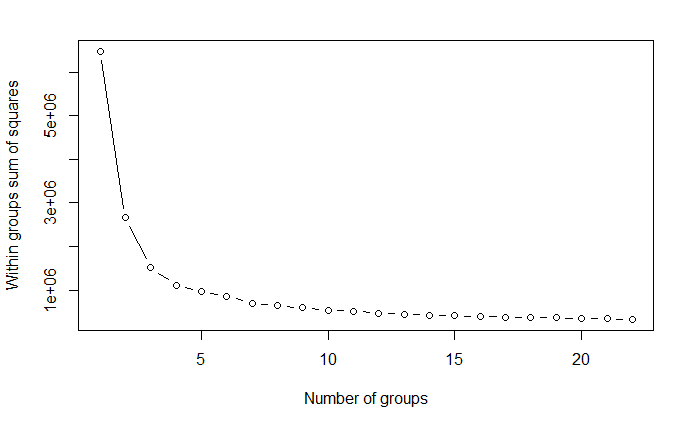 Within groups sum of squares
5e+06
3e+06
1e+06
5
10
15
20
Number of groups